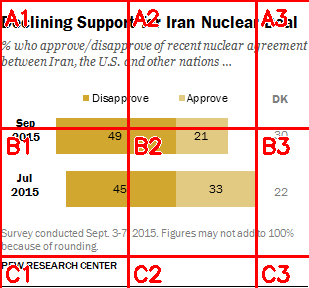 Declining Support for Iran Nuclear Deal
% who approve/disapprove of recent nuclear agreement
between Iran, the U.S. and other nations ...
Disapprove Approve DK
Sep 2015 49 21 30
Jul 2015 45 33 22
Survey conducted Sept. 3-7, 2015. Figures may not add to 100%
because of rounding.
PEW RESEARCH CENTER
A1 A2 A3
B1 B2 B3
C1 C2 C3